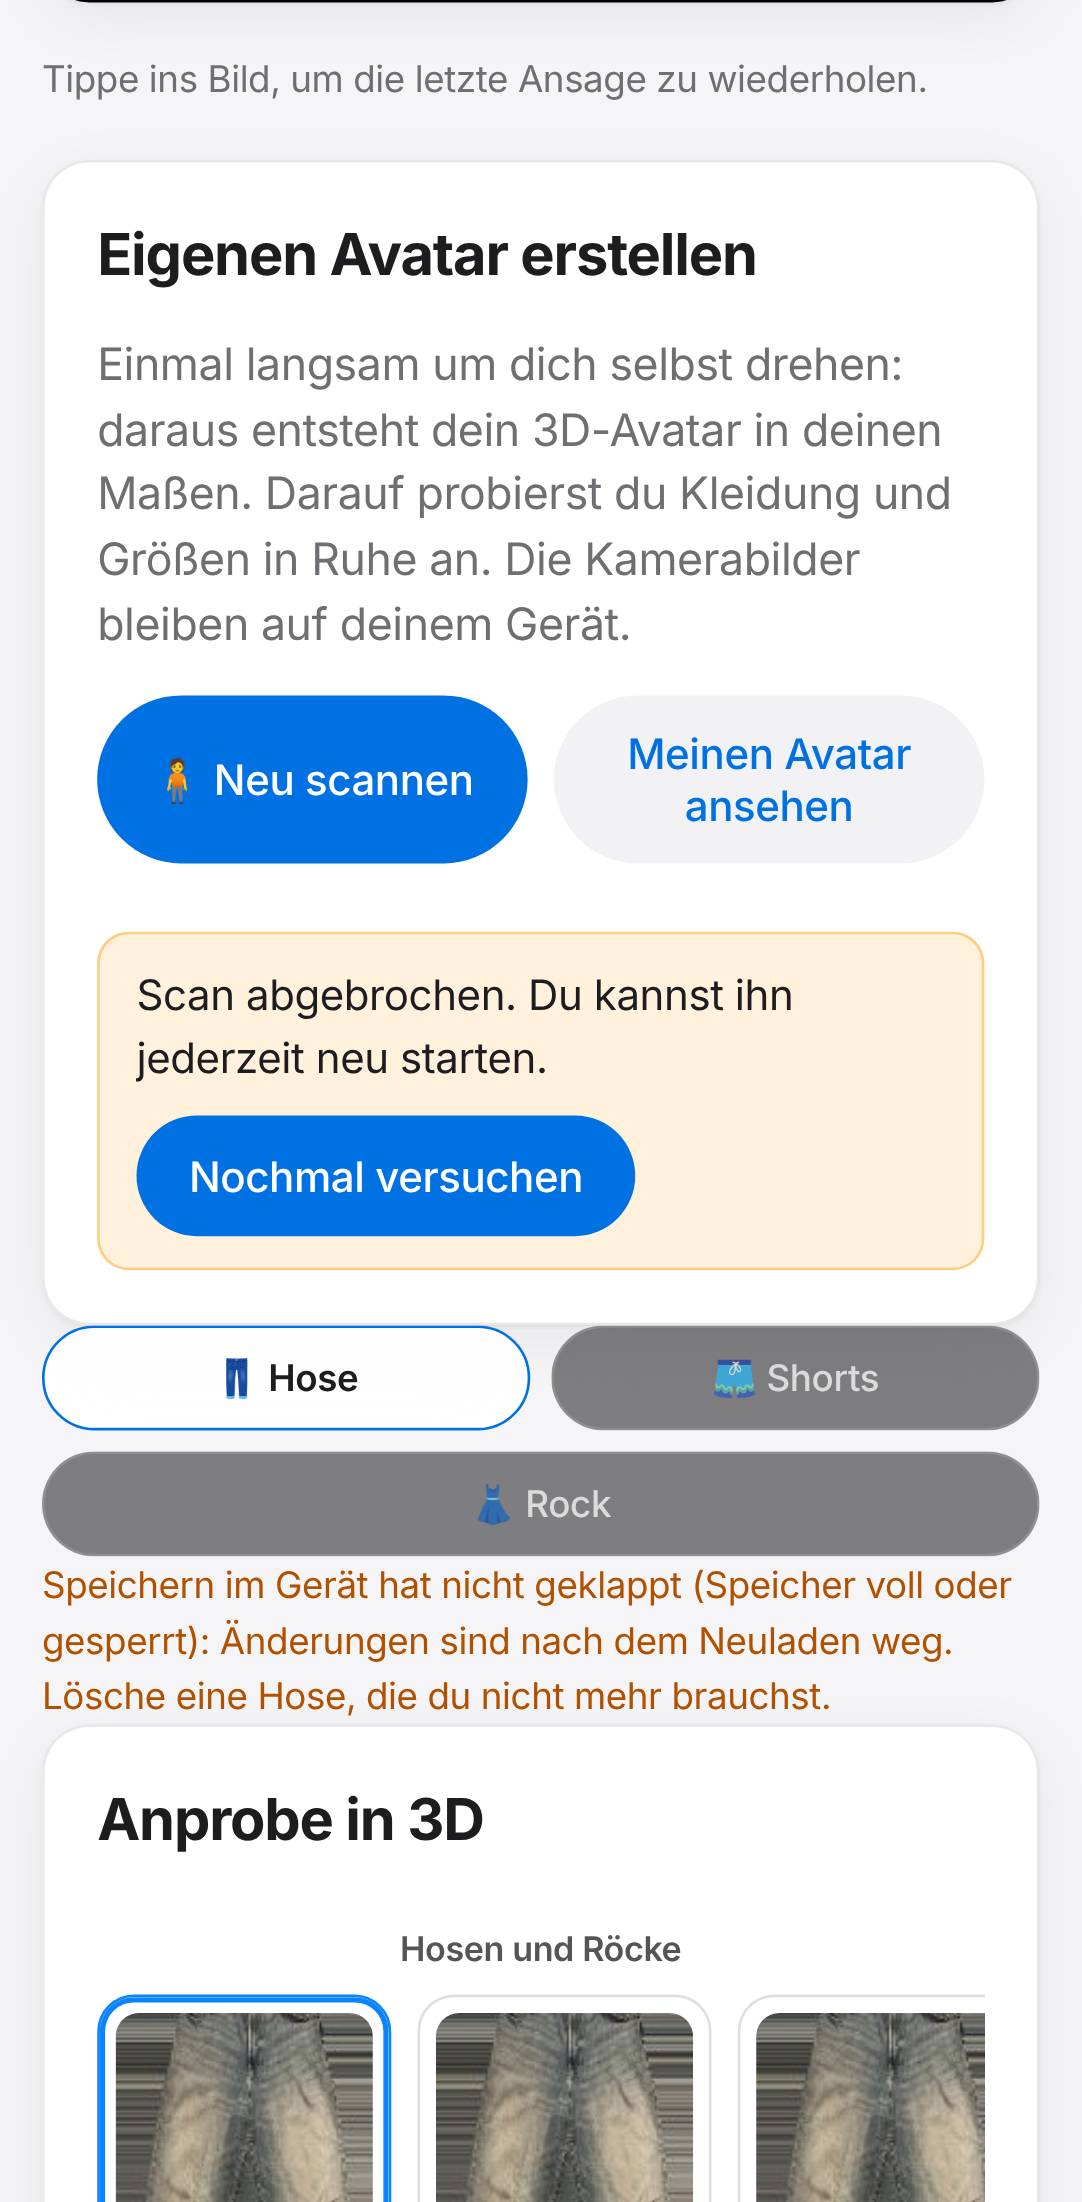 Tippe ins Bild, um die letzte Ansage zu wiederholen.
Eigenen Avatar erstellen
Einmal langsam um dich selbst drehen:
daraus entsteht dein 3D-Avatar in deinen
Maßen. Darauf probierst du Kleidung und
Größen in Ruhe an. Die Kamerabilder
bleiben auf deinem Gerät.
Neu scannen
Meinen Avatar
ansehen
Scan abgebrochen. Du kannst ihn
jederzeit neu starten.
Nochmal versuchen
Hose
Shorts
Rock
Speichern im Gerät hat nicht geklappt (Speicher voll oder
gesperrt): Änderungen sind nach dem Neuladen weg.
Lösche eine Hose, die du nicht mehr brauchst.
Anprobe in 3D
Hosen und Röcke